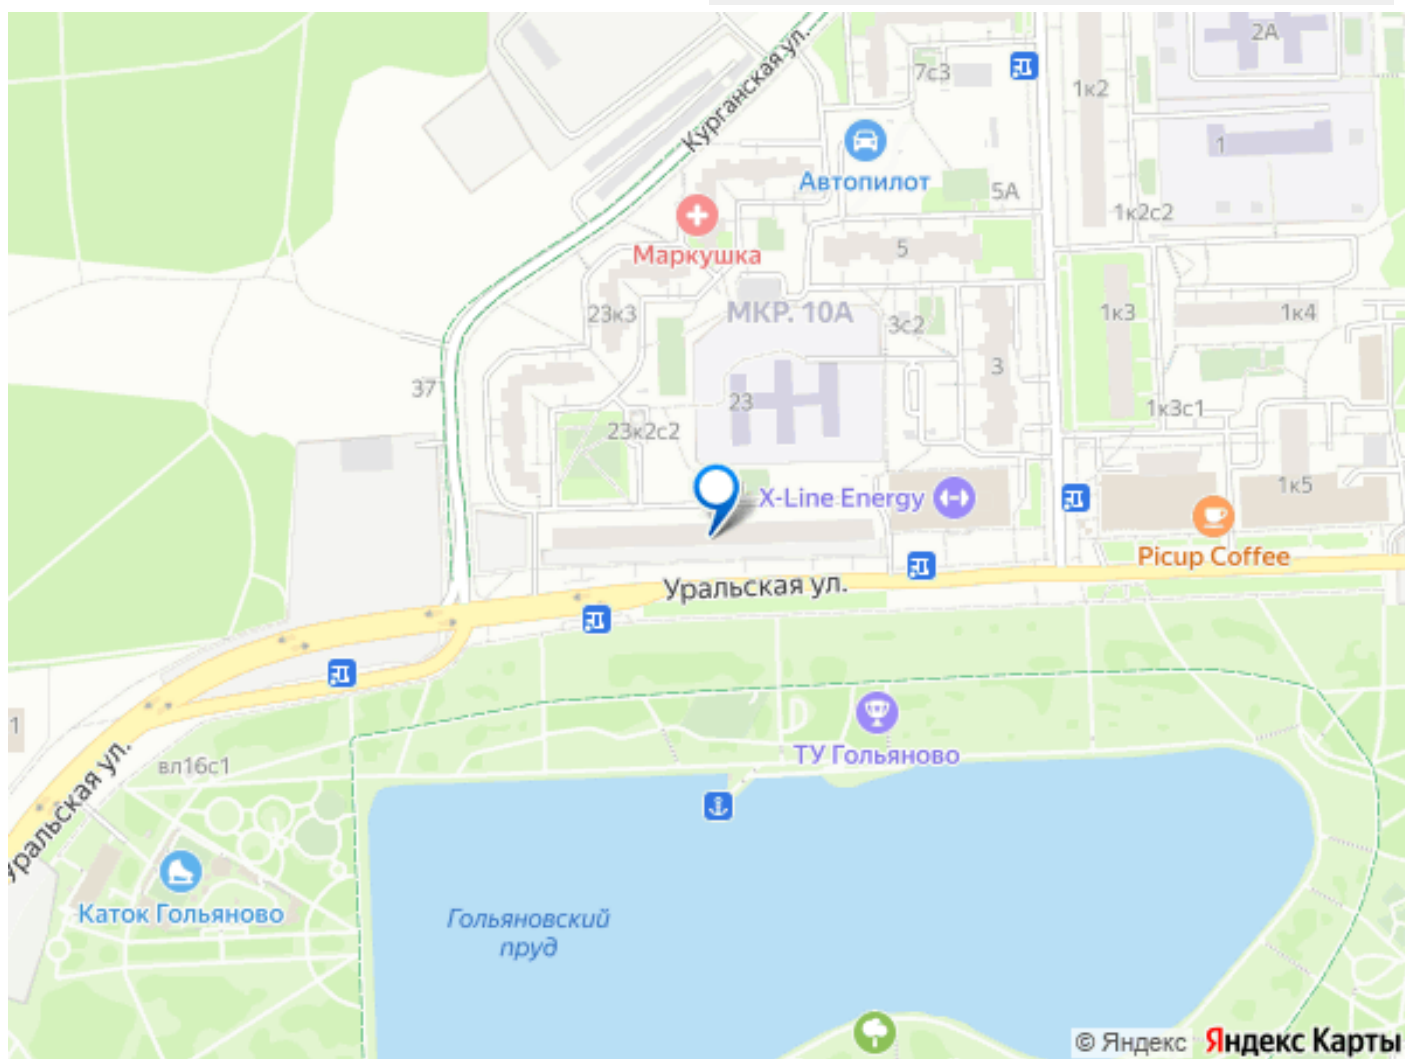 2А
7с3
1к2
Курганская ул.
1
Автопилот
5А
1к2с2
Маркушка
5
23к3
МКР. 10А
3с2
1к3
1к4
3
37
23
1к3с1
23к2с2
X-Line Energy
1к5
Picup Coffee
Уральская ул.
1
ТУ Гольяново
вл16с1
Уральская ул.
Каток Гольяново
Гольяновский
пруд
© Яндекс Яндекс Карты